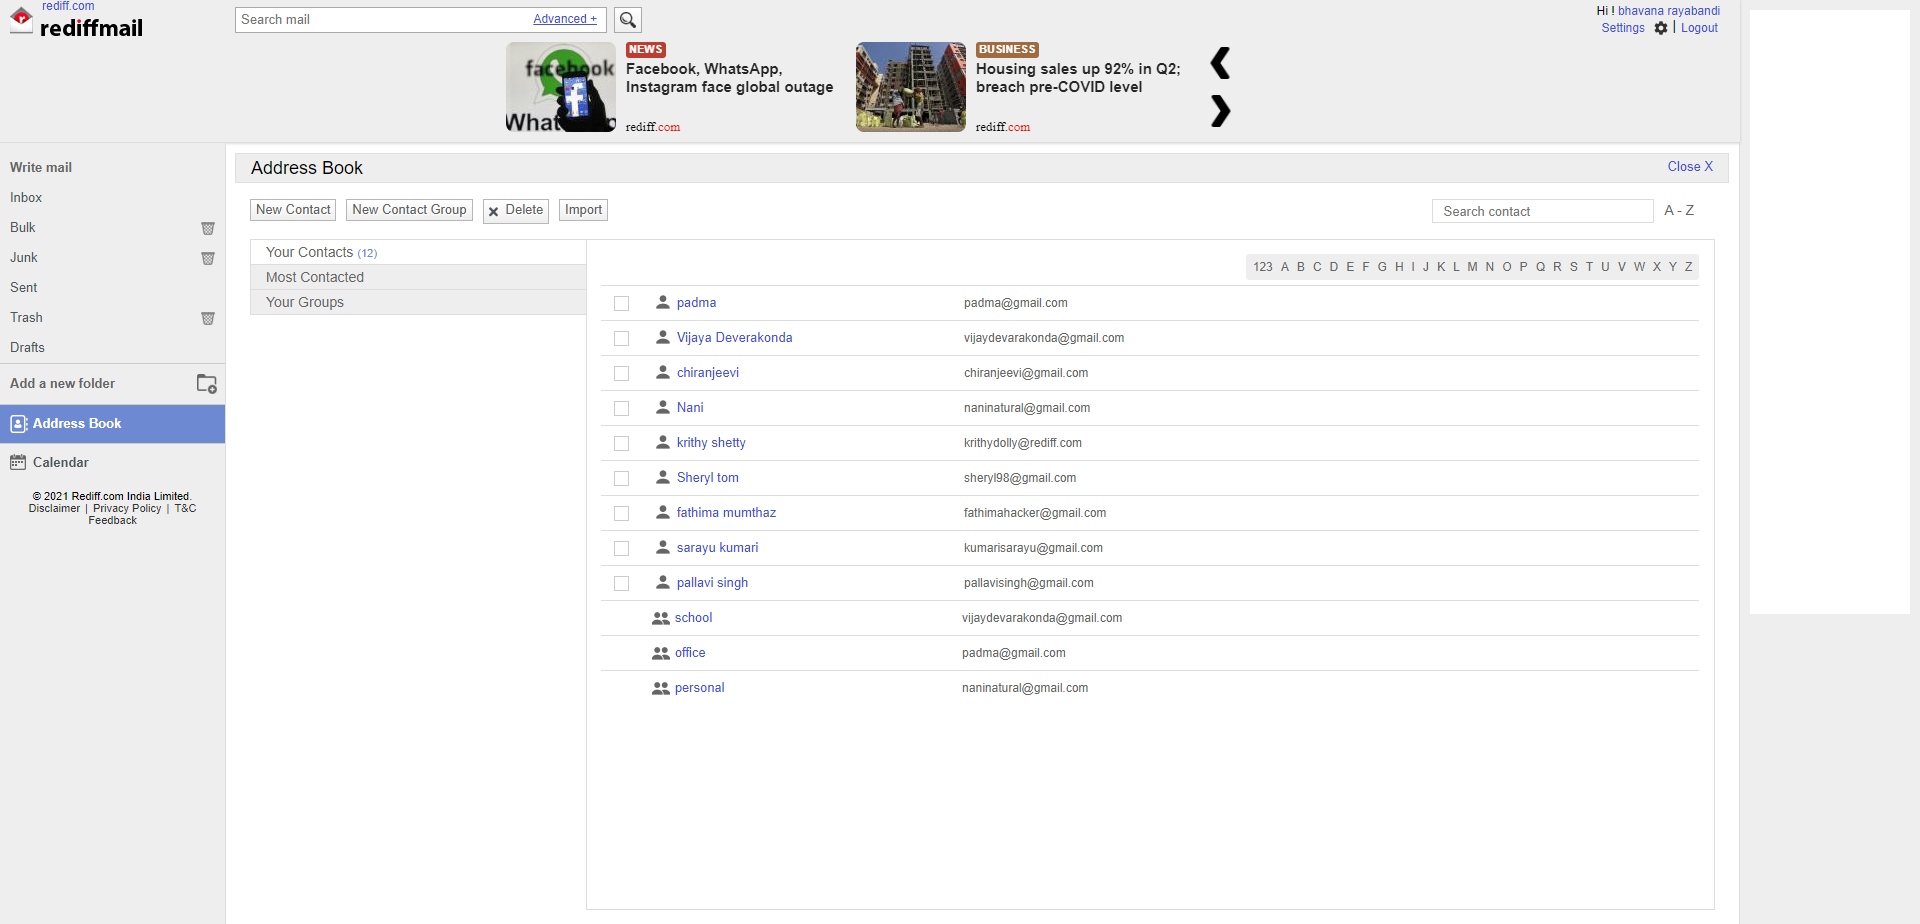 rediff.com
rediffmail
Search mail
Advanced +
Hi ! bhavana rayabandi
Settings | Logout
facebook
What
NEWS
Facebook, WhatsApp,
Instagram face global outage
rediff.com
BUSINESS
Housing sales up 92% in Q2;
breach pre-COVID level
rediff.com
Write mail
Inbox
Bulk
Junk
Sent
Trash
Drafts
Add a new folder
Address Book
Calendar
© 2021 Rediff.com India Limited.
Disclaimer | Privacy Policy | T&C
Feedback
Address Book
Close X
New Contact
New Contact Group
Delete
Import
Search contact
A - Z
Your Contacts (12)
Most Contacted
Your Groups
123 A B C D E F G H I J K L M N O P Q R S T U V W X Y Z
padma padma@gmail.com
Vijaya Deverakonda vijaydevarakonda@gmail.com
chiranjeevi chiranjeevi@gmail.com
Nani naninatural@gmail.com
krithy shetty krithydolly@rediff.com
Sheryl tom sheryl98@gmail.com
fathima mumthaz fathimahacker@gmail.com
sarayu kumari kumarisarayu@gmail.com
pallavi singh pallavisingh@gmail.com
school vijaydevarakonda@gmail.com
office padma@gmail.com
personal naninatural@gmail.com